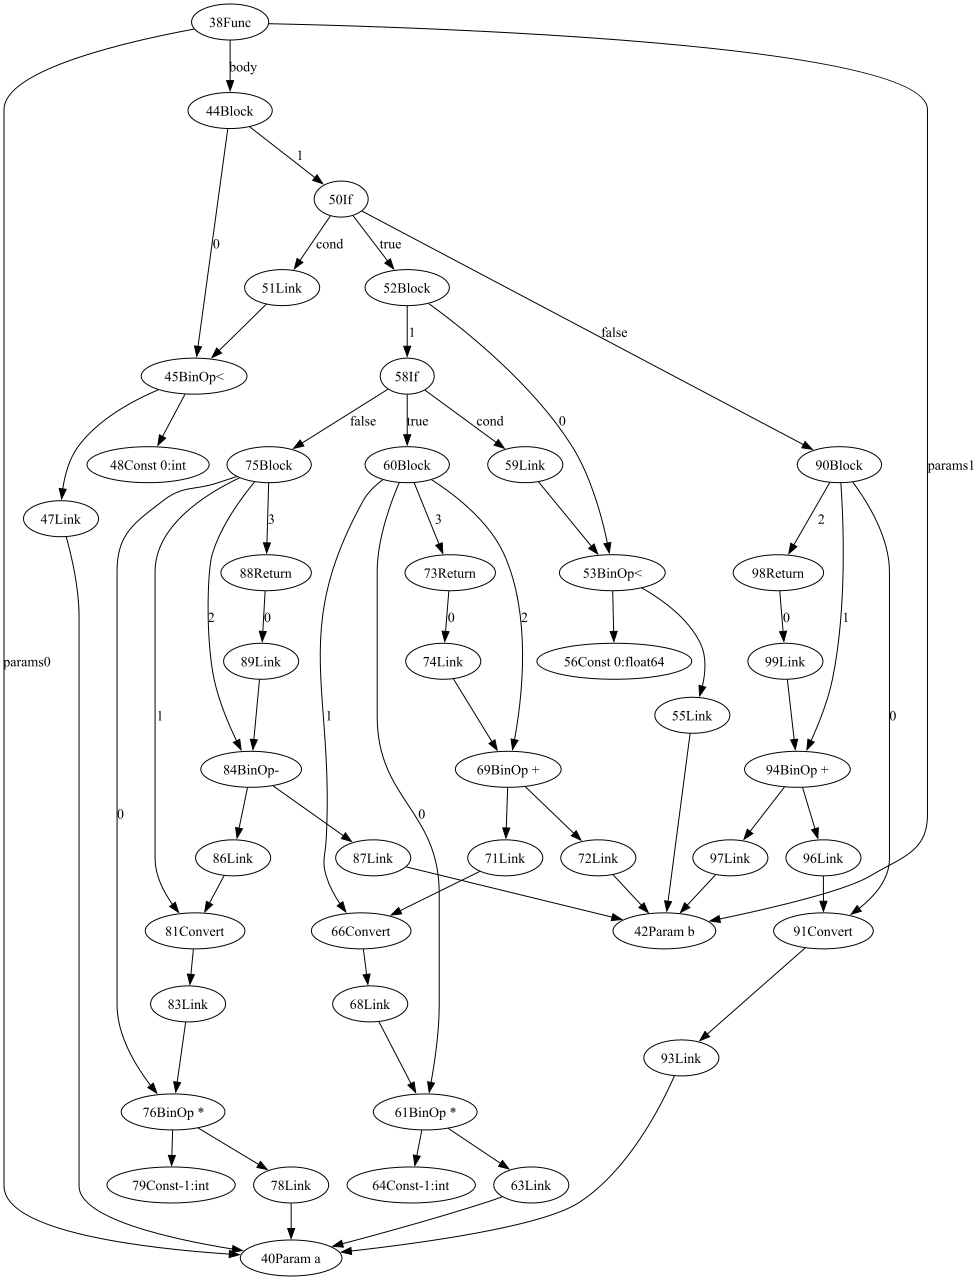 38Func
body
44Block
1
50If
0
cond
true
51Link
52Block
false
1
45BinOp<
58If
false
true
cond
0
48Const 0:int
75Block
60Block
59Link
90Block
params1
47Link
3
3
2
88Return
73Return
53BinOp<
98Return
0
2
0
2
0
1
params0
89Link
74Link
56Const 0:float64
99Link
1
1
55Link
0
84BinOp-
69BinOp +
94BinOp +
0
0
86Link
87Link
71Link
72Link
97Link
96Link
81Convert
66Convert
42Param b
91Convert
83Link
68Link
93Link
76BinOp *
61BinOp *
79Const-1:int
78Link
64Const-1:int
63Link
40Param a